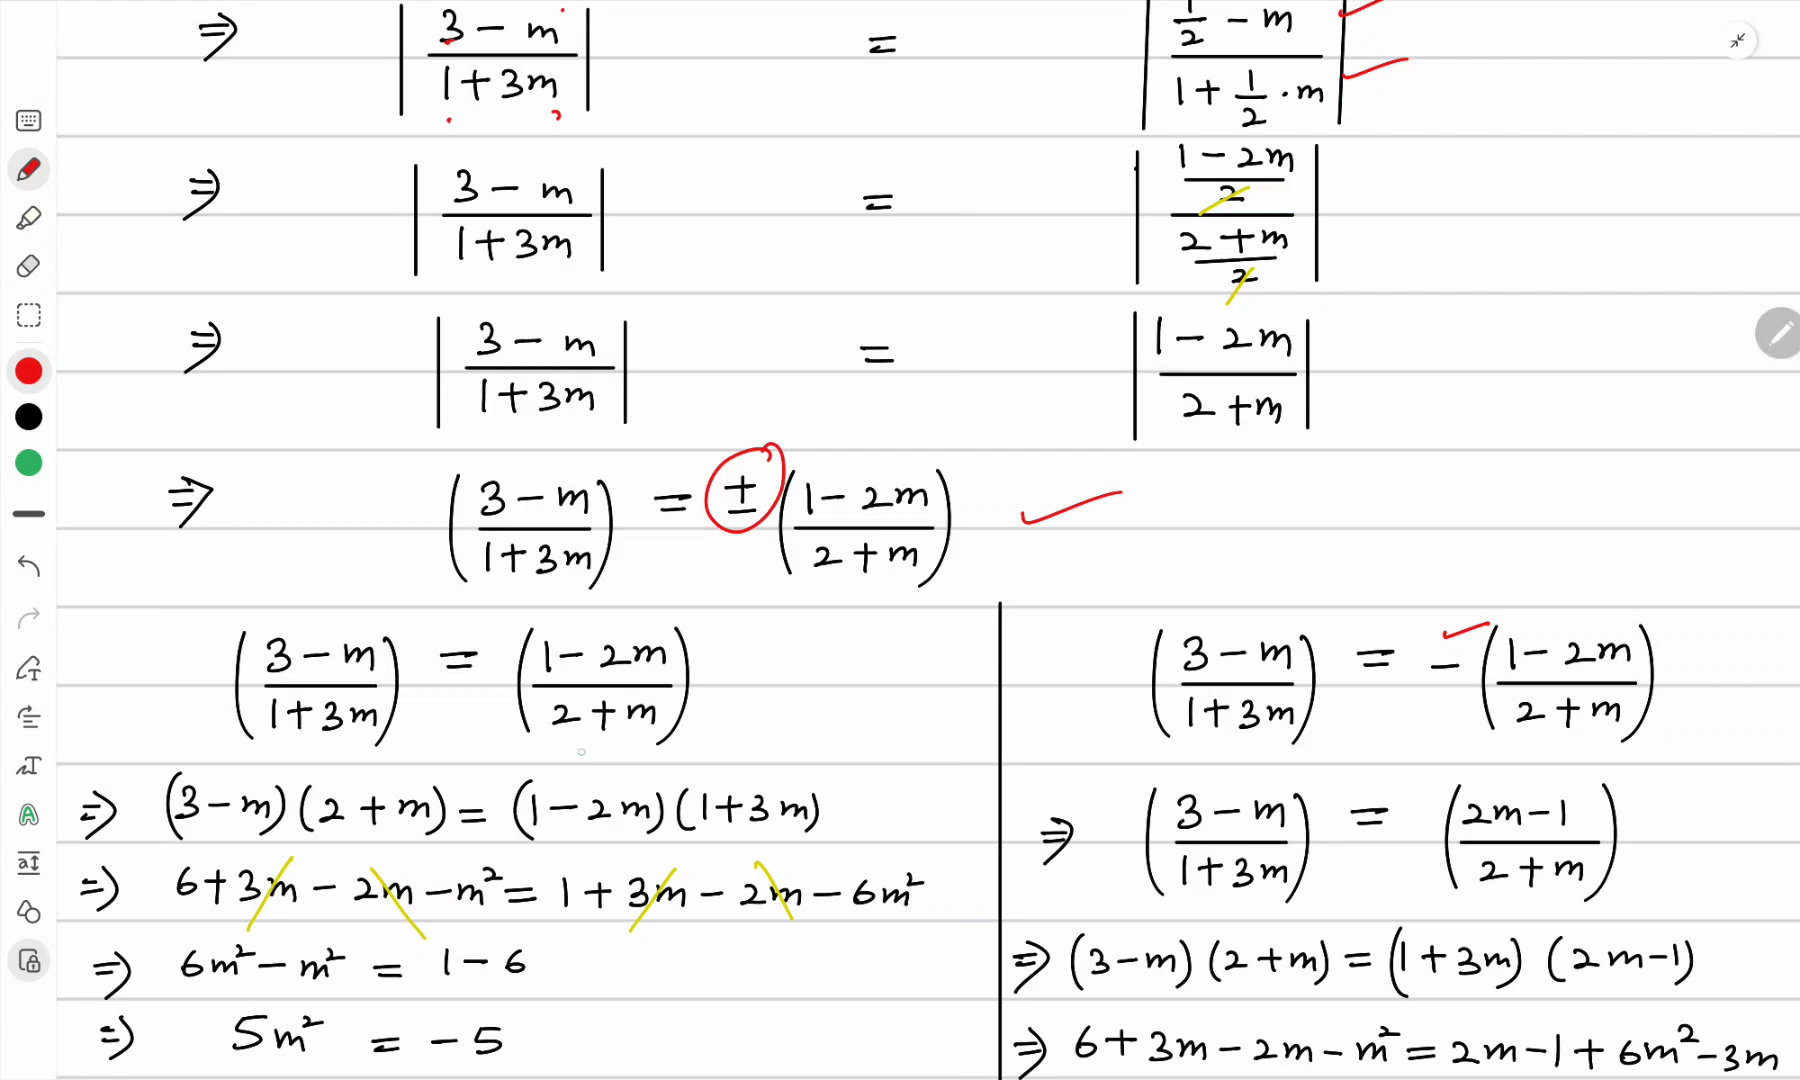 ⇒ |(3 - m)/(1 + 3m)| = |(1/2 - m)/(1 + 1/2 · m)|
⇒ |(3 - m)/(1 + 3m)| = |((1 - 2m)/2)/((2 + m)/2)|
⇒ |(3 - m)/(1 + 3m)| = |(1 - 2m)/(2 + m)|
⇒ ((3 - m)/(1 + 3m)) = ± ((1 - 2m)/(2 + m))
((3 - m)/(1 + 3m)) = ((1 - 2m)/(2 + m))
⇒ (3 - m)(2 + m) = (1 - 2m)(1 + 3m)
⇒ 6 + 3m - 2m - m² = 1 + 3m - 2m - 6m²
⇒ 6m² - m² = 1 - 6
⇒ 5m² = -5
((3 - m)/(1 + 3m)) = - ((1 - 2m)/(2 + m))
⇒ ((3 - m)/(1 + 3m)) = ((2m - 1)/(2 + m))
⇒ (3 - m)(2 + m) = (1 + 3m)(2m - 1)
⇒ 6 + 3m - 2m - m² = 2m - 1 + 6m² - 3m